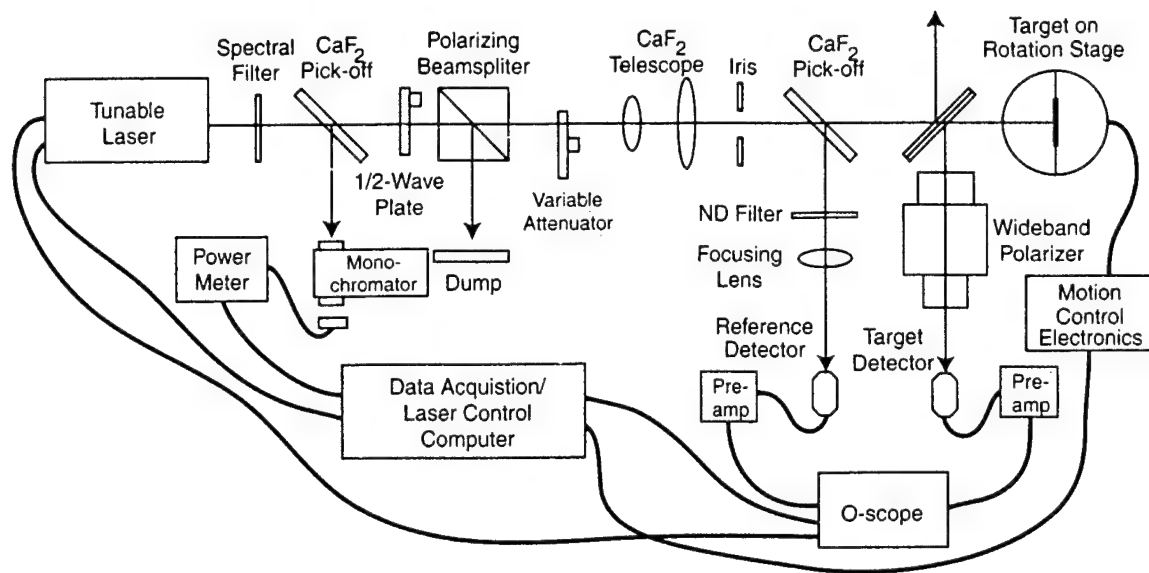 Spectral
Filter
CaF2
Pick-off
Polarizing
Beamspliter
CaF2
Telescope
Iris
CaF2
Pick-off
Target on
Rotation Stage
Tunable
Laser
1/2-Wave
Plate
Variable
Attenuator
ND Filter
Focusing
Lens
Wideband
Polarizer
Power
Meter
Mono-
chromator
Dump
Motion
Control
Electronics
Reference
Detector
Target
Detector
Data Acquistion/
Laser Control
Computer
Pre-
amp
Pre-
amp
O-scope